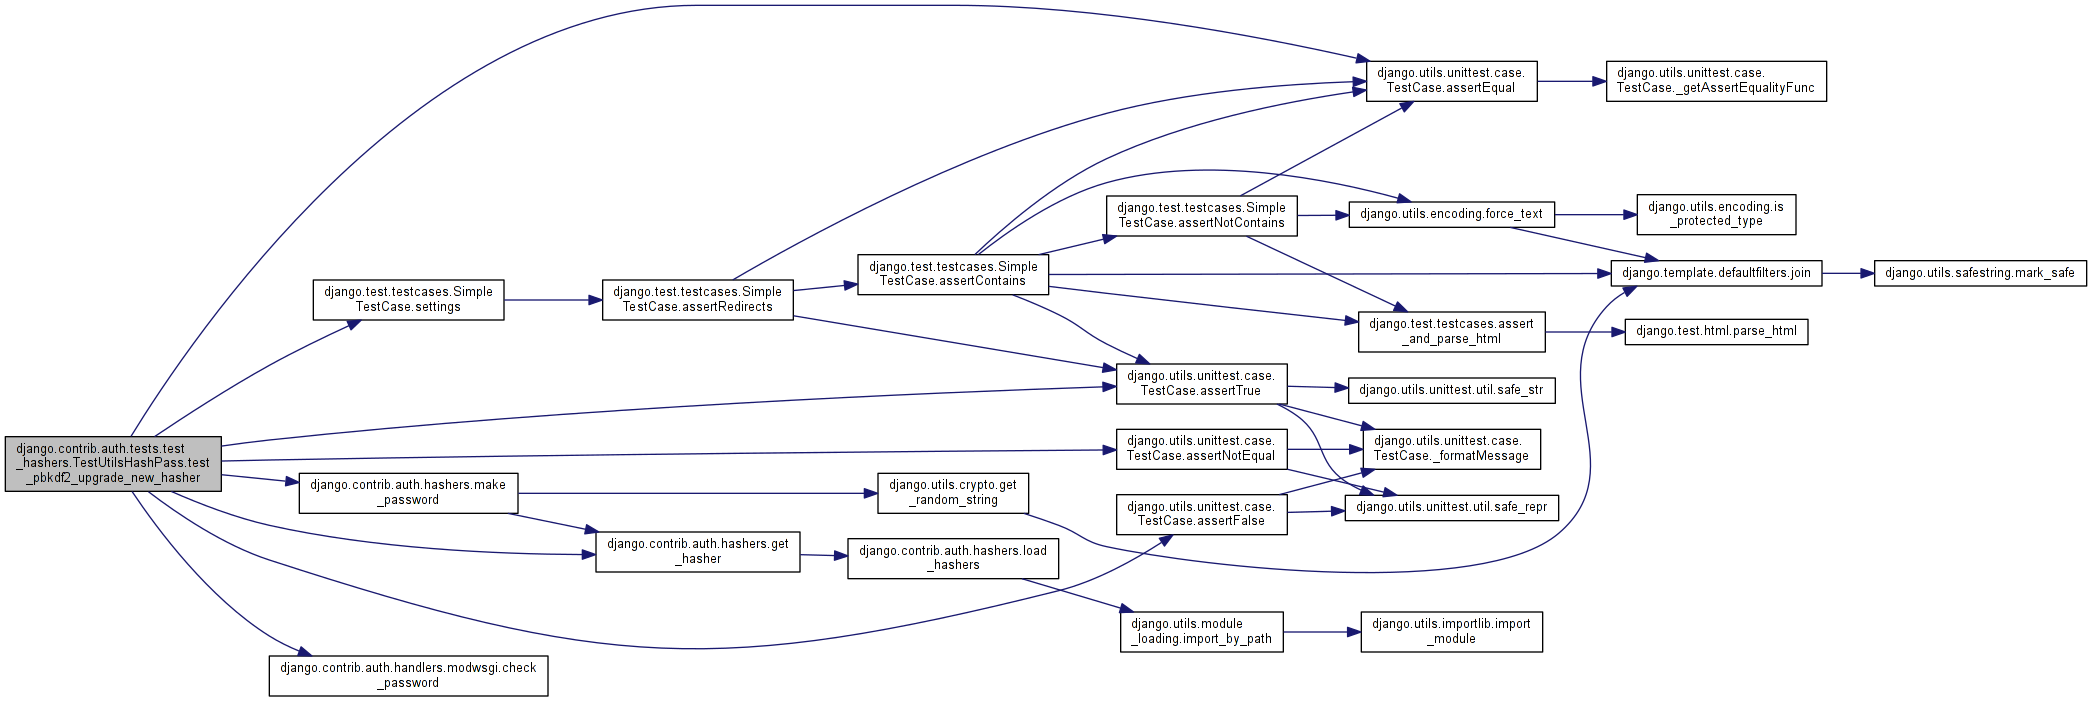 django.utils.unittest.case.
TestCase.assertEqual
django.utils.unittest.case.
TestCase._getAssertEqualityFunc
django.test.testcases.Simple
TestCase.assertNotContains
django.utils.encoding.force_text
django.utils.encoding.is
_protected_type
django.test.testcases.Simple
TestCase.settings
django.test.testcases.Simple
TestCase.assertRedirects
django.test.testcases.Simple
TestCase.assertContains
django.template.defaultfilters.join
django.utils.safestring.mark_safe
django.test.testcases.assert
_and_parse_html
django.test.html.parse_html
django.utils.unittest.case.
TestCase.assertTrue
django.utils.unittest.util.safe_str
django.contrib.auth.tests.test
_hashers.TestUtilsHashPass.test
_pbkdf2_upgrade_new_hasher
django.utils.unittest.case.
TestCase.assertNotEqual
django.utils.unittest.case.
TestCase._formatMessage
django.contrib.auth.hashers.make
_password
django.utils.crypto.get
_random_string
django.utils.unittest.case.
TestCase.assertFalse
django.utils.unittest.util.safe_repr
django.contrib.auth.hashers.get
_hasher
django.contrib.auth.hashers.load
_hashers
django.utils.module
_loading.import_by_path
django.utils.importlib.import
_module
django.contrib.auth.handlers.modwsgi.check
_password